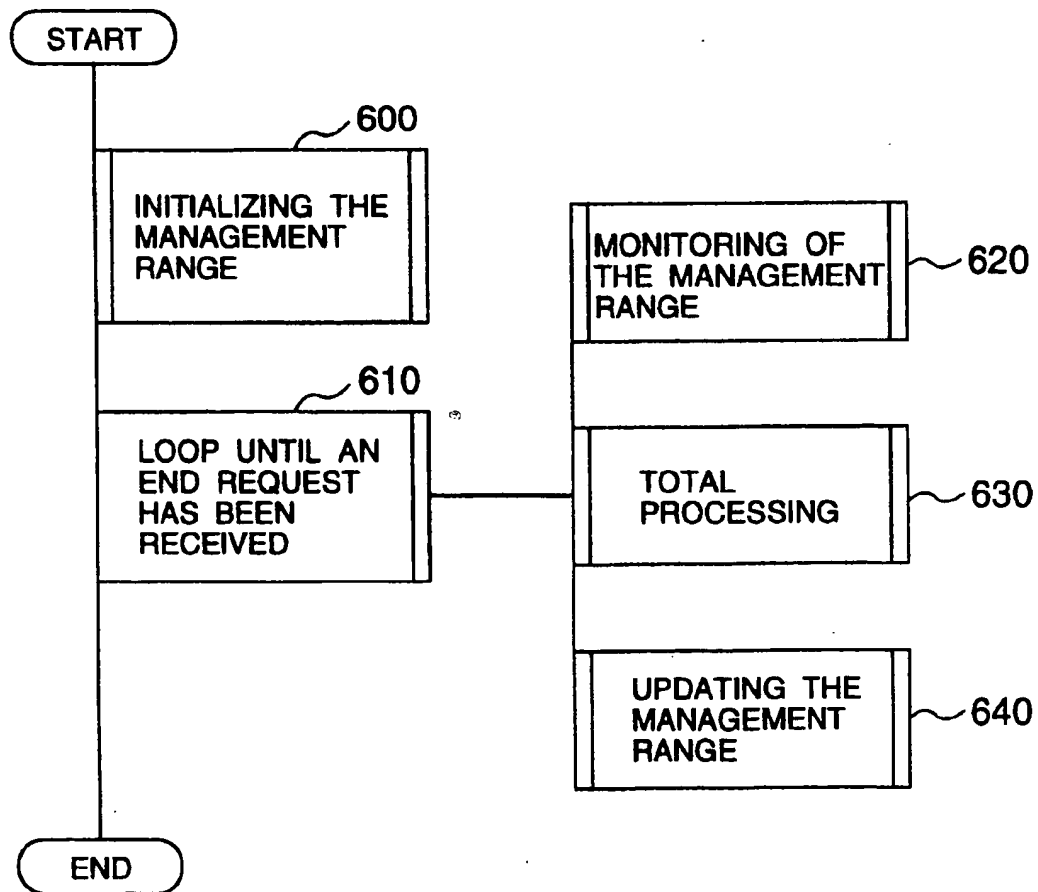 START
600
INITIALIZING THE
MANAGEMENT
RANGE
610
LOOP UNTIL AN
END REQUEST
HAS BEEN
RECEIVED
MONITORING OF
THE MANAGEMENT
RANGE
620
TOTAL
PROCESSING
630
UPDATING THE
MANAGEMENT
RANGE
640
END